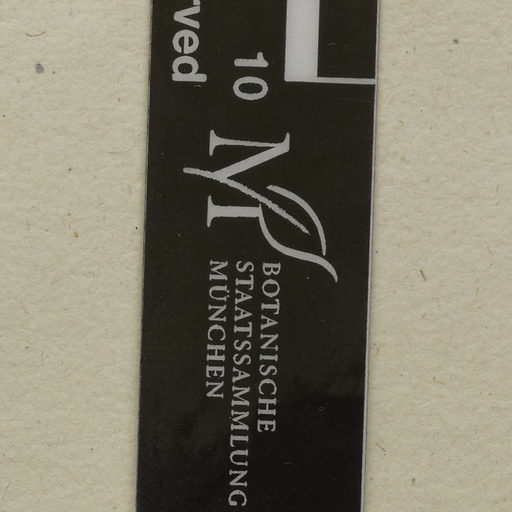 rved
10
M
BOTANISCHE
STAATSSAMMLUNG
MÜNCHEN